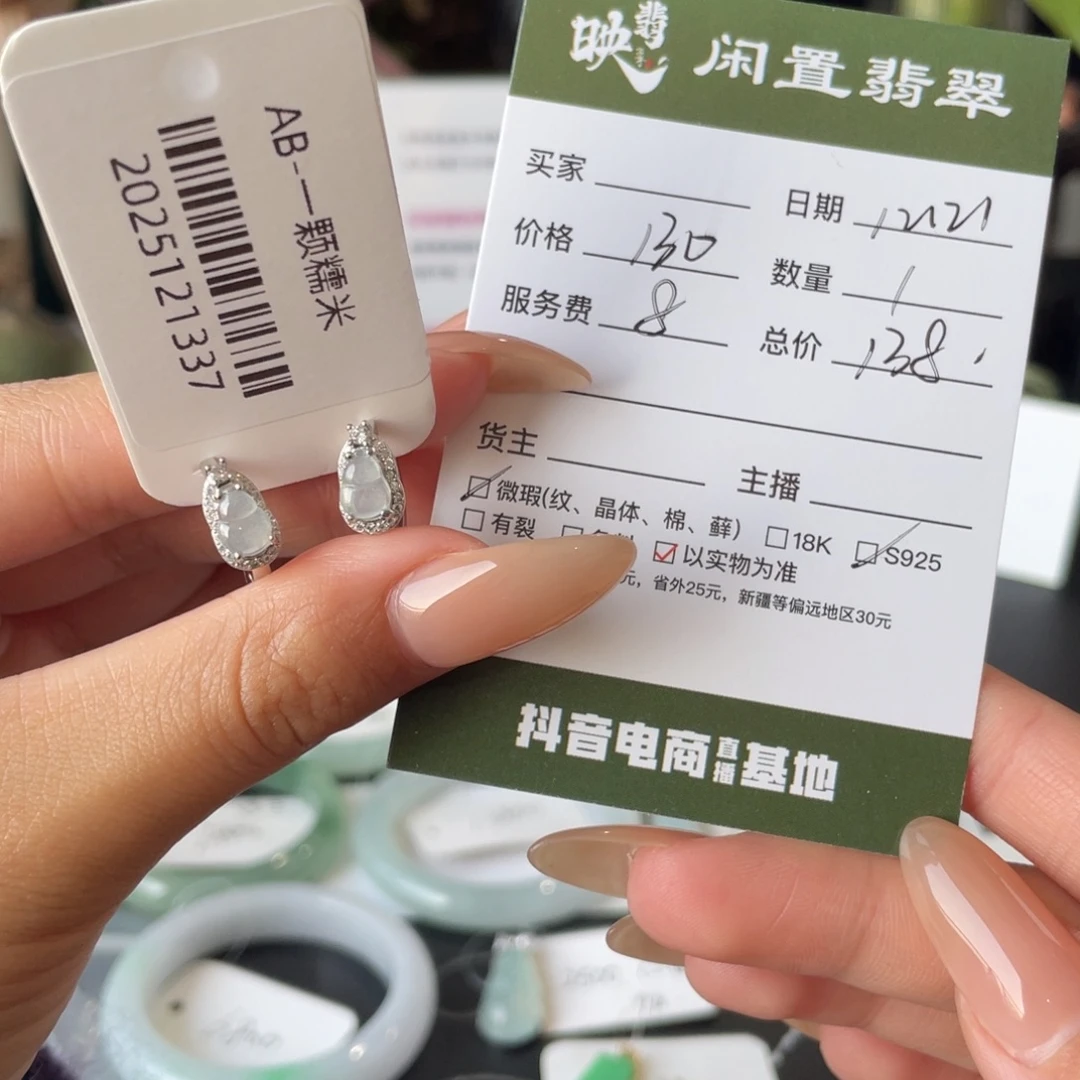 AB-一颗糯米
2025121337
映翡 闲置翡翠
买家
日期 12.21
价格 130
数量 1
服务费 8
总价 138.
货主
主播
微瑕(纹、晶体、棉、藓) 18K S925
有裂 以实物为准
元，省外25元，新疆等偏远地区30元
抖音电商直播基地